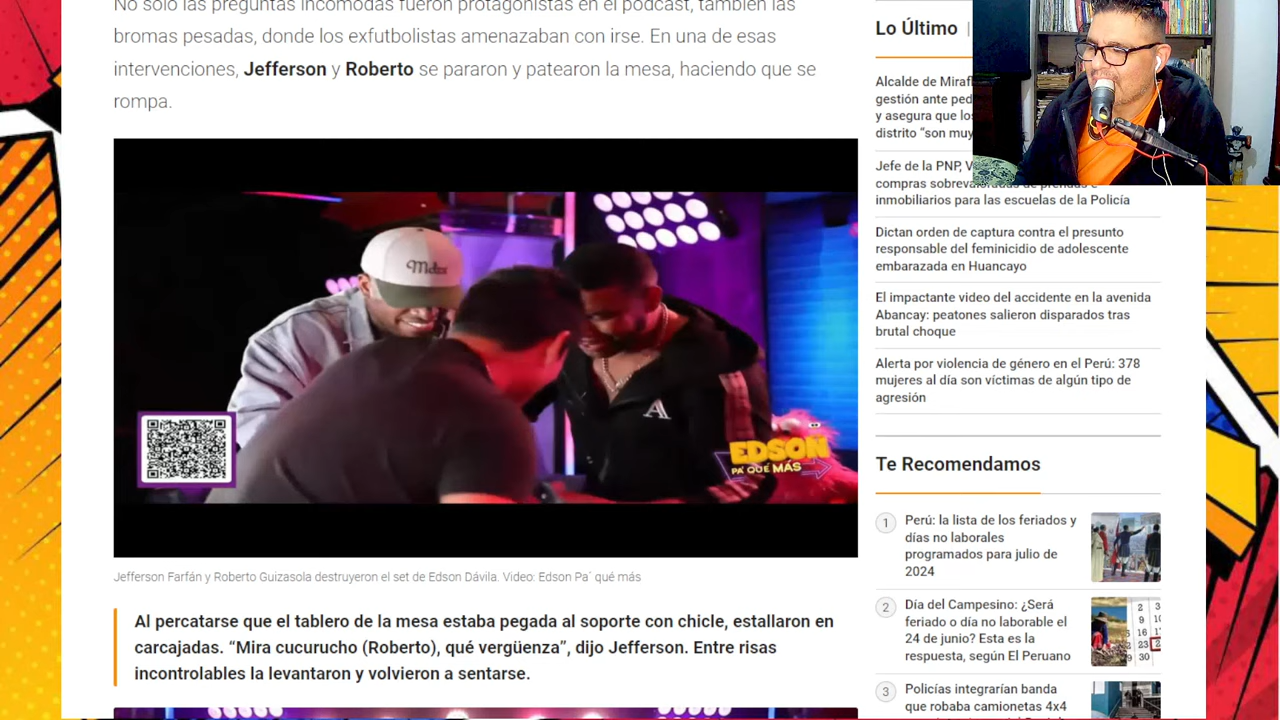 No solo las preguntas incómodas fueron protagonistas en el podcast, también las
bromas pesadas, donde los exfutbolistas amenazaban con irse. En una de esas
intervenciones, Jefferson y Roberto se pararon y patearon la mesa, haciendo que se
rompa.
EDSON
PA' QUÉ MÁS
A
Jefferson Farfán y Roberto Guizasola destruyeron el set de Edson Dávila. Video: Edson Pa´ qué más
Al percatarse que el tablero de la mesa estaba pegada al soporte con chicle, estallaron en
carcajadas. “Mira cucurucho (Roberto), qué vergüenza”, dijo Jefferson. Entre risas
incontrolables la levantaron y volvieron a sentarse.
Lo Último |
Alcalde de Miraf
gestión ante ped
y asegura que lo
distrito “son muy
Jefe de la PNP, V
compras sobrevaloradas de prendas e
inmobiliarios para las escuelas de la Policía
Dictan orden de captura contra el presunto
responsable del feminicidio de adolescente
embarazada en Huancayo
El impactante video del accidente en la avenida
Abancay: peatones salieron disparados tras
brutal choque
Alerta por violencia de género en el Perú: 378
mujeres al día son víctimas de algún tipo de
agresión
Te Recomendamos
1
Perú: la lista de los feriados y
días no laborales
programados para julio de
2024
2
Día del Campesino: ¿Será
feriado o día no laborable el
24 de junio? Esta es la
respuesta, según El Peruano
3
Policías integrarían banda
que robaba camionetas 4x4